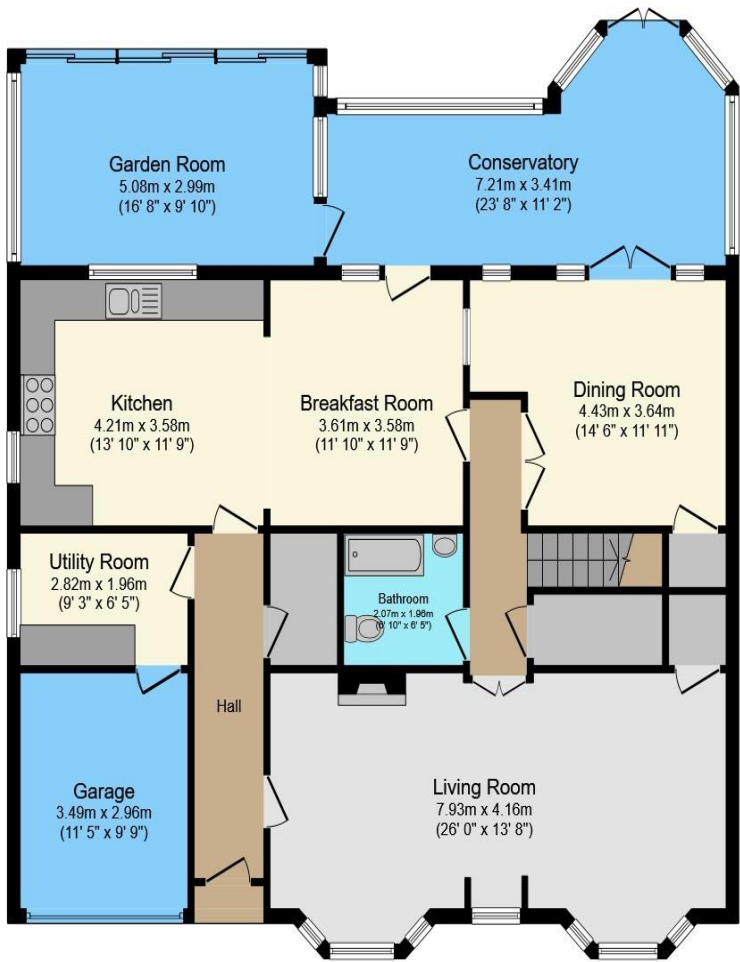 Garden Room
5.08m x 2.99m
(16' 8" x 9' 10")
Conservatory
7.21m x 3.41m
(23' 8" x 11' 2")
Kitchen
4.21m x 3.58m
(13' 10" x 11' 9")
Breakfast Room
3.61m x 3.58m
(11' 10" x 11' 9")
Dining Room
4.43m x 3.64m
(14' 6" x 11' 11")
Utility Room
2.82m x 1.96m
(9' 3" x 6' 5")
Bathroom
2.07m x 1.96m
(6' 10" x 6' 5")
Hall
Garage
3.49m x 2.96m
(11' 5" x 9' 9")
Living Room
7.93m x 4.16m
(26' 0" x 13' 8")